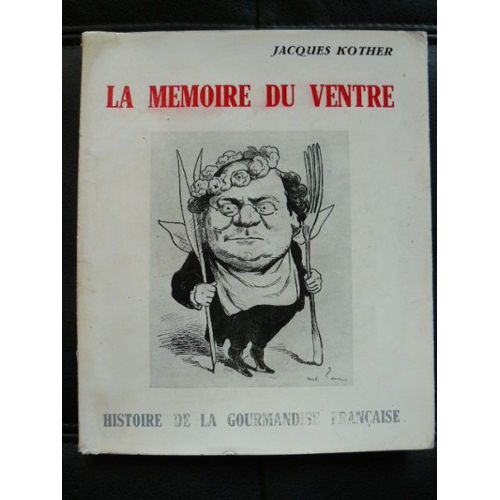 JACQUES KOTHER
LA MEMOIRE DU VENTRE
HISTOIRE DE LA GOURMANDISE FRANÇAISE